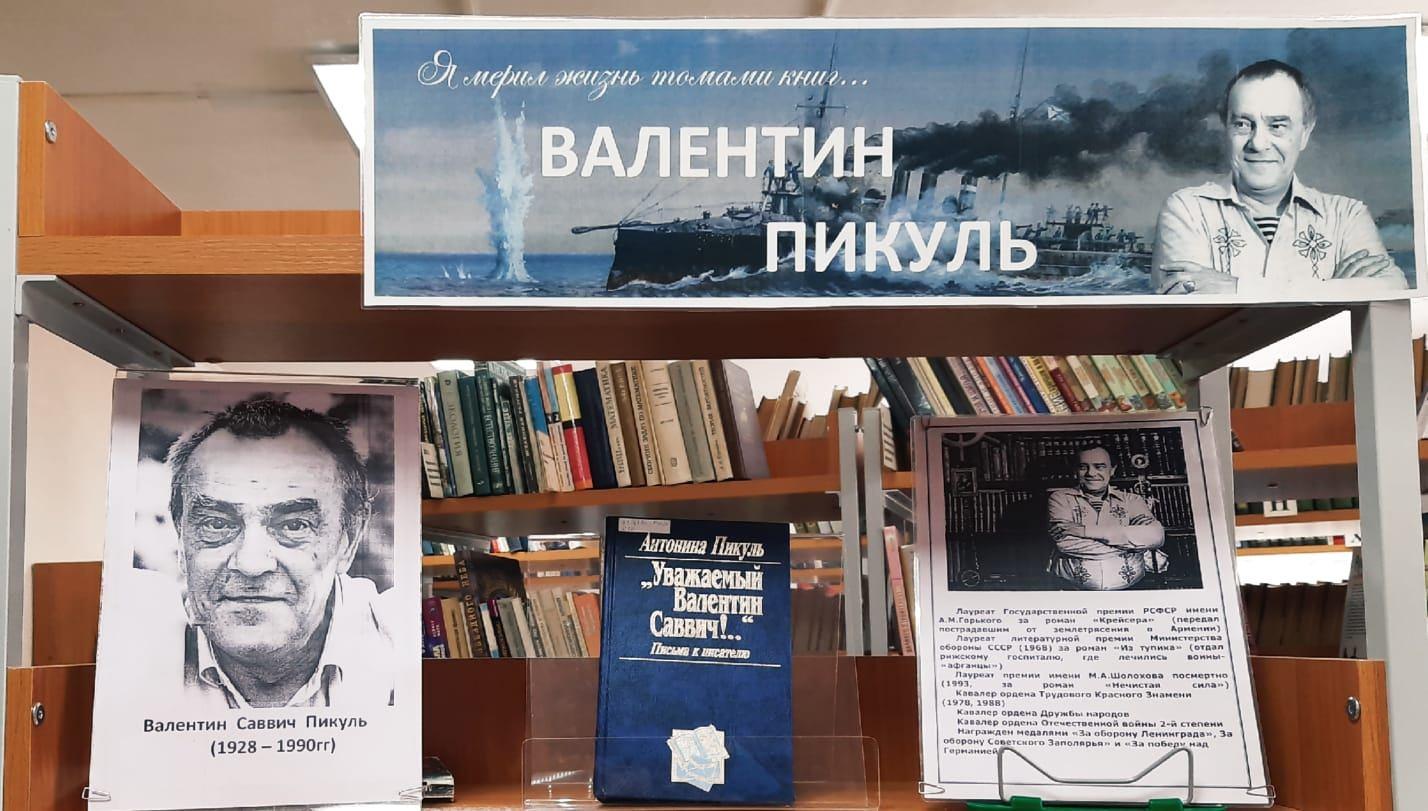 Я мерил жизнь томами книг...
ВАЛЕНТИН
ПИКУЛЬ
Валентин Саввич Пикуль
(1928 – 1990гг)
Антонина Пикуль
„Уважаемый
Валентин
Саввич!..“
Письма к писателю
Лауреат Государственной премии РСФСР имени
А.М.Горького за роман «Крейсера» (передал
пострадавшим от землетрясения в Армении)
Лауреат литературной премии Министерства
обороны СССР (1968) за роман «Из тупика» (отдал
рижскому госпиталю, где лечились воины-
«афганцы»)
Лауреат премии имени М.А.Шолохова посмертно
(1993, за роман «Нечистая сила»)
Кавалер ордена Трудового Красного Знамени
(1978, 1988)
Кавалер ордена Дружбы народов
Кавалер ордена Отечественной войны 2-й степени
Награжден медалями «За оборону Ленинграда», За
оборону Советского Заполярья» и «За победу над
Германией
МАТЕМАТИКА